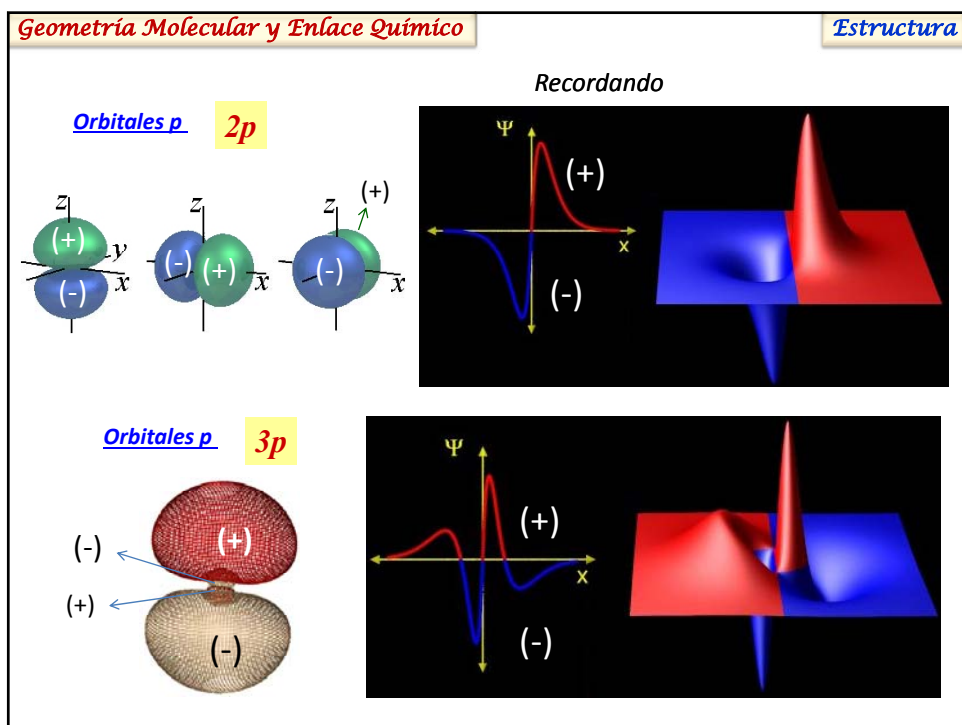 Geometría Molecular y Enlace Químico
Estructura
Recordando
Orbitales p
2p
z
(+)
y
x
(-)
z
(-)
(+)
x
(+)
z
(-)
x
Ψ
(+)
x
(-)
Orbitales p
3p
(-)
(+)
(+)
(-)
Ψ
(+)
x
(-)